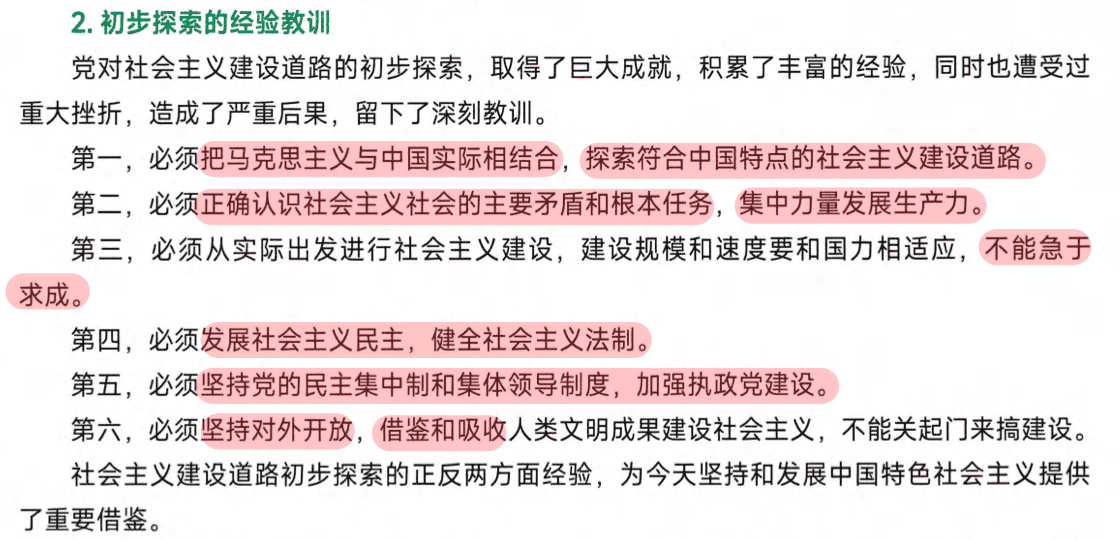 2. 初步探索的经验教训
党对社会主义建设道路的初步探索，取得了巨大成就，积累了丰富的经验，同时也遭受过
重大挫折，造成了严重后果，留下了深刻教训。
第一，必须把马克思主义与中国实际相结合，探索符合中国特点的社会主义建设道路。
第二，必须正确认识社会主义社会的主要矛盾和根本任务，集中力量发展生产力。
第三，必须从实际出发进行社会主义建设，建设规模和速度要和国力相适应，不能急于
求成。
第四，必须发展社会主义民主，健全社会主义法制。
第五，必须坚持党的民主集中制和集体领导制度，加强执政党建设。
第六，必须坚持对外开放，借鉴和吸收人类文明成果建设社会主义，不能关起门来搞建设。
社会主义建设道路初步探索的正反两方面经验，为今天坚持和发展中国特色社会主义提供
了重要借鉴。